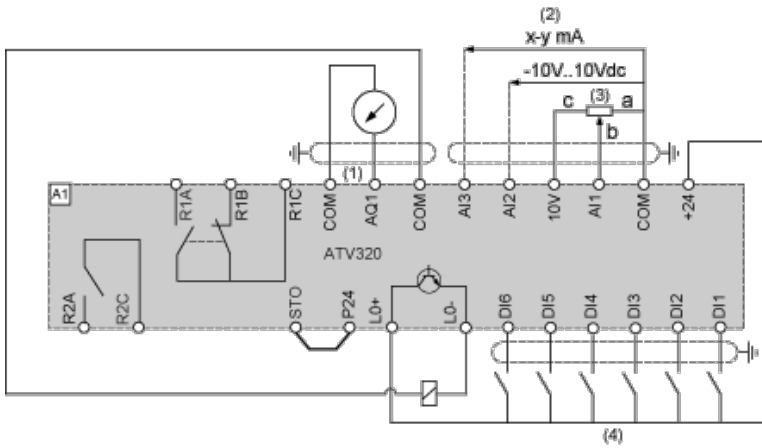 (2)
x-y mA
-10V..10Vdc
c (3) a
b
(1)
A1
R1A R1B R1C COM AQ1 COM AI3 AI2 10V AI1 COM +24
ATV320
R2A R2C STO P24 L0+ L0- DI6 DI5 DI4 DI3 DI2 DI1
(4)